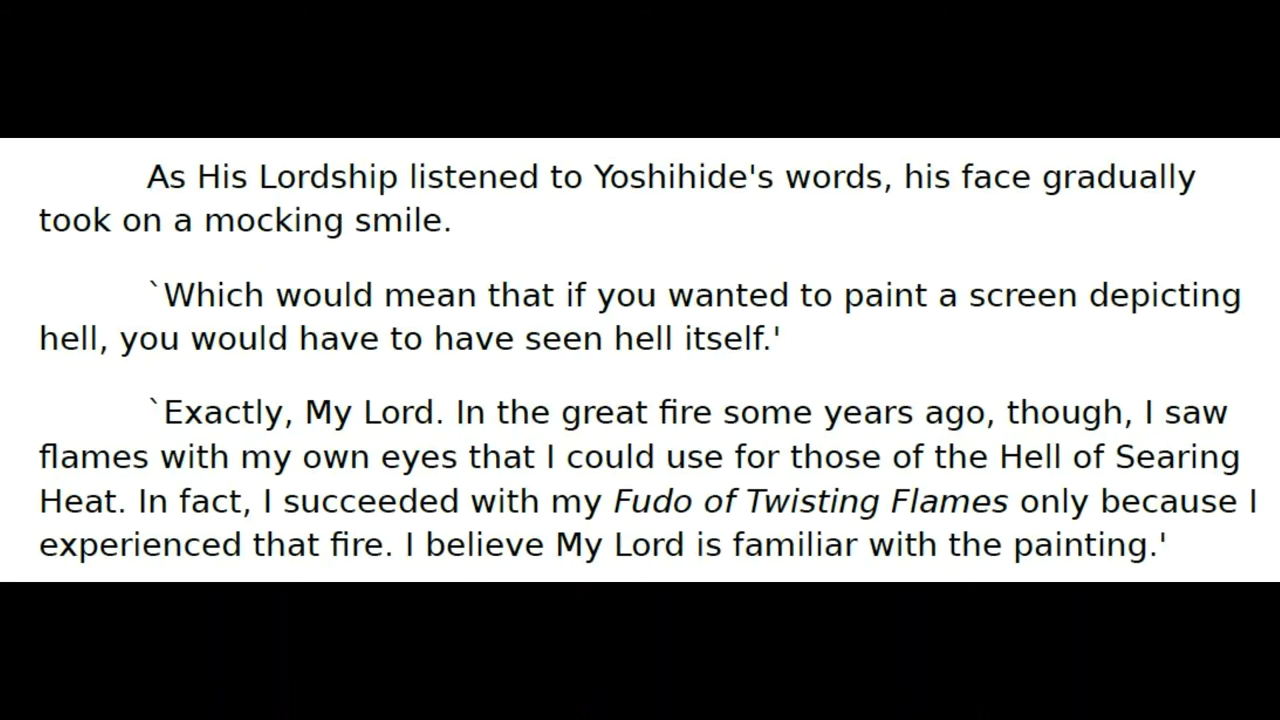 As His Lordship listened to Yoshihide's words, his face gradually
took on a mocking smile.
`Which would mean that if you wanted to paint a screen depicting
hell, you would have to have seen hell itself.'
`Exactly, My Lord. In the great fire some years ago, though, I saw
flames with my own eyes that I could use for those of the Hell of Searing
Heat. In fact, I succeeded with my Fudo of Twisting Flames only because I
experienced that fire. I believe My Lord is familiar with the painting.'